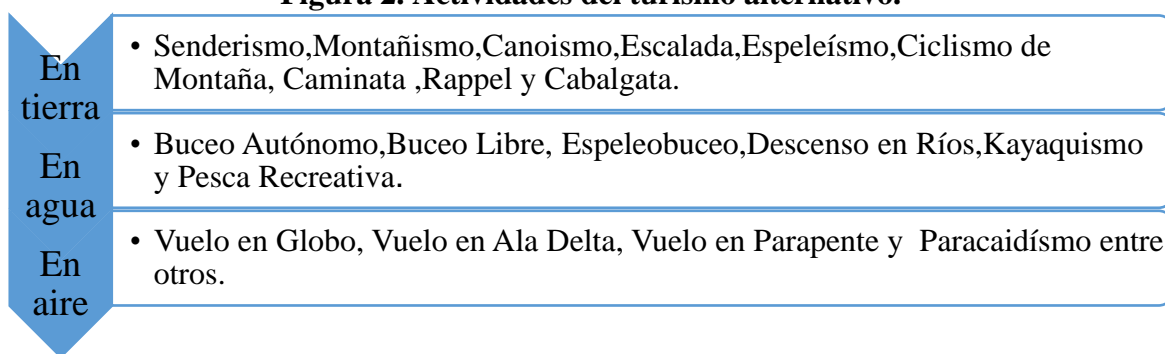 Figura 2. Actividades del turismo alternativo.
En
tierra
• Senderismo,Montañismo,Canoismo,Escalada,Espeleísmo,Ciclismo de
Montaña, Caminata ,Rappel y Cabalgata.
En
agua
• Buceo Autónomo,Buceo Libre, Espeleobuceo,Descenso en Ríos,Kayaquismo
y Pesca Recreativa.
En
aire
• Vuelo en Globo, Vuelo en Ala Delta, Vuelo en Parapente y  Paracaidísmo entre
otros.